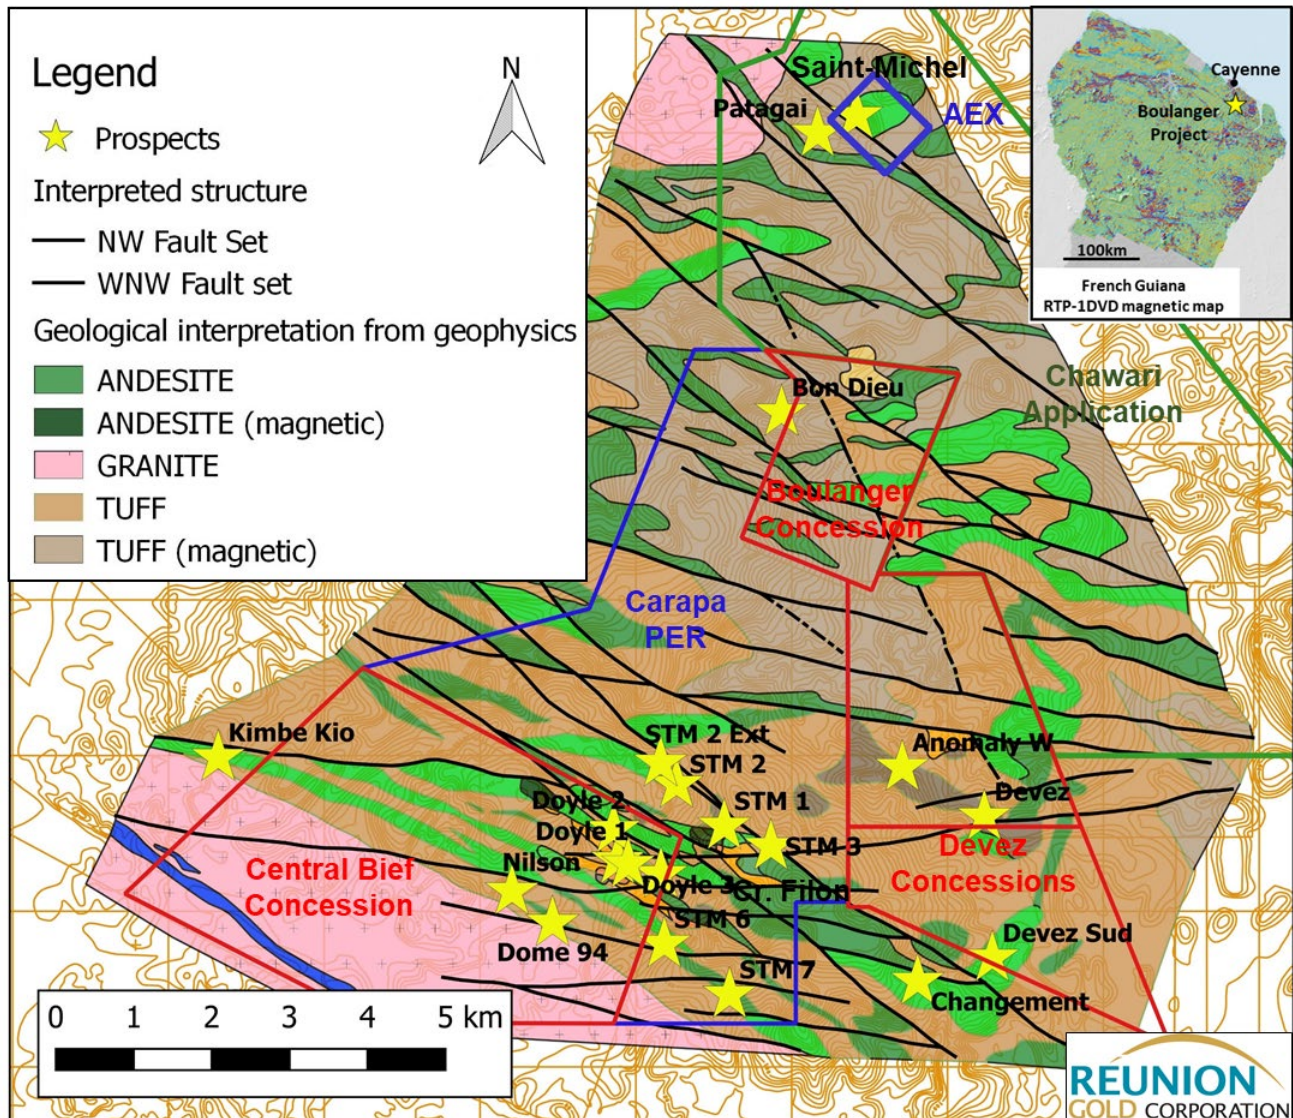 Legend
N
Prospects
Interpreted structure
NW Fault Set
WNW Fault set
Geological interpretation from geophysics
ANDESITE
ANDESITE (magnetic)
GRANITE
TUFF
TUFF (magnetic)
Saint-Michel
Patagai
AEX
Cayenne
Boulanger
Project
100km
French Guiana
RTP-1DVD magnetic map
Bon Dieu
Chawari
Application
Boulanger
Concession
Carapa
PER
Kimbe Kio
STM 2 Ext
STM 2
Anomaly W
Doyle 2
STM 1
Devez
Doyle 1
STM 3
Nilson
Devez
Concessions
Central Bief
Concession
Doyle 3
Cr. Filon
STM 6
Dome 94
STM 7
Devez Sud
Changement
0 1 2 3 4 5 km
REUNION
GOLD CORPORATION